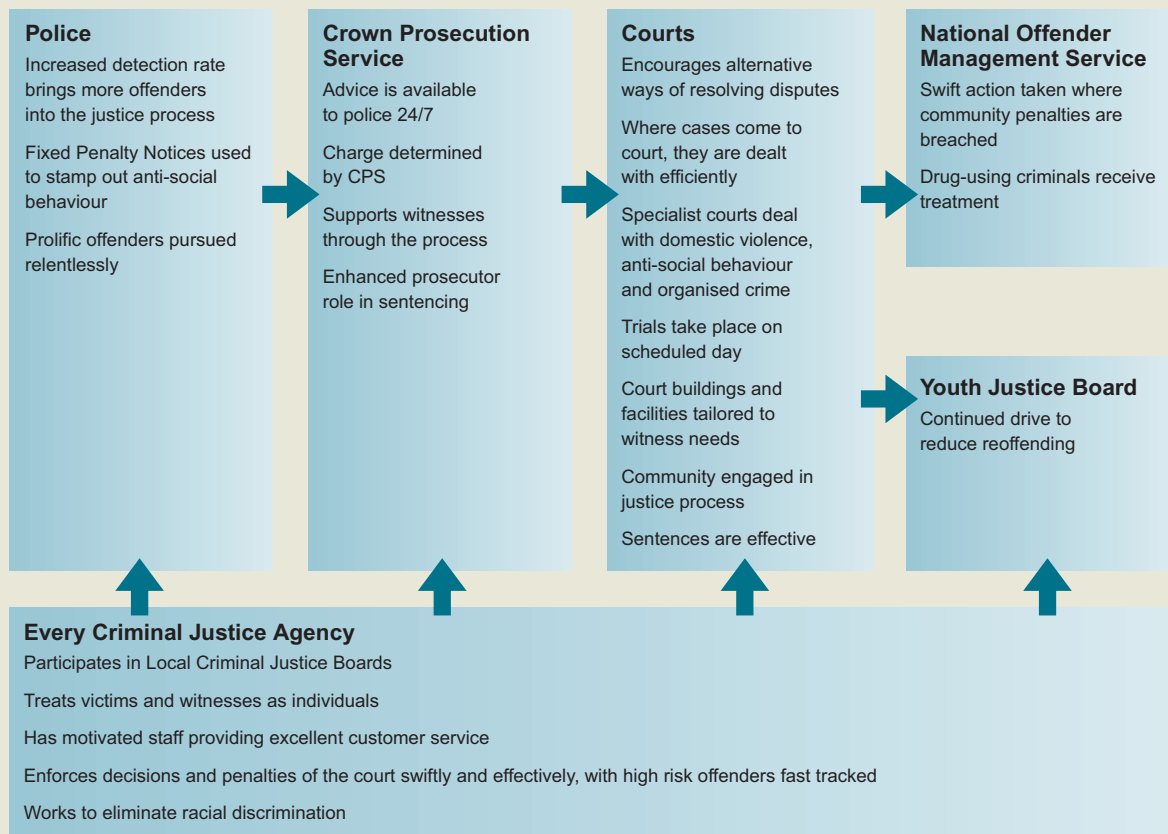 Police
Increased detection rate
brings more offenders
into the justice process
Fixed Penalty Notices used
to stamp out anti-social
behaviour
Prolific offenders pursued
relentlessly
Crown Prosecution
Service
Advice is available
to police 24/7
Charge determined
by CPS
Supports witnesses
through the process
Enhanced prosecutor
role in sentencing
Courts
Encourages alternative
ways of resolving disputes
Where cases come to
court, they are dealt
with efficiently
Specialist courts deal
with domestic violence,
anti-social behaviour
and organised crime
Trials take place on
scheduled day
Court buildings and
facilities tailored to
witness needs
Community engaged in
justice process
Sentences are effective
National Offender
Management Service
Swift action taken where
community penalties are
breached
Drug-using criminals receive
treatment
Youth Justice Board
Continued drive to
reduce reoffending
Every Criminal Justice Agency
Participates in Local Criminal Justice Boards
Treats victims and witnesses as individuals
Has motivated staff providing excellent customer service
Enforces decisions and penalties of the court swiftly and effectively, with high risk offenders fast tracked
Works to eliminate racial discrimination